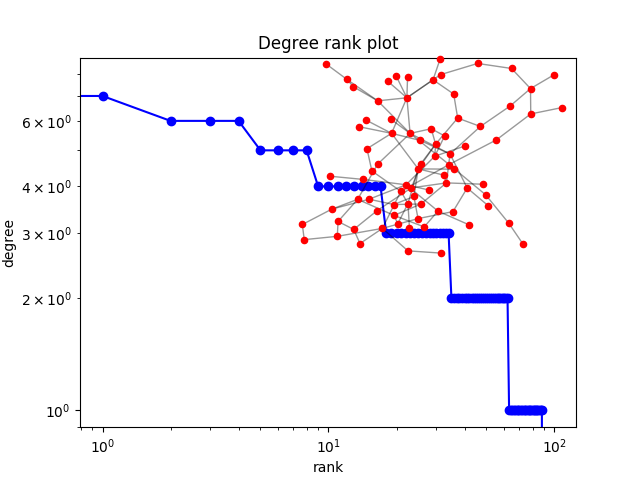 Degree rank plot
degree
6 × 10⁰
4 × 10⁰
3 × 10⁰
2 × 10⁰
10⁰
10⁰
10¹
10²
rank